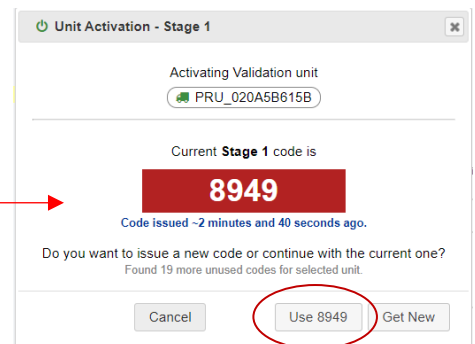 Unit Activation - Stage 1
Activating Validation unit
PRU_020A5B615B
Current Stage 1 code is
8949
Code issued ~2 minutes and 40 seconds ago.
Do you want to issue a new code or continue with the current one?
Found 19 more unused codes for selected unit.
Cancel Use 8949 Get New